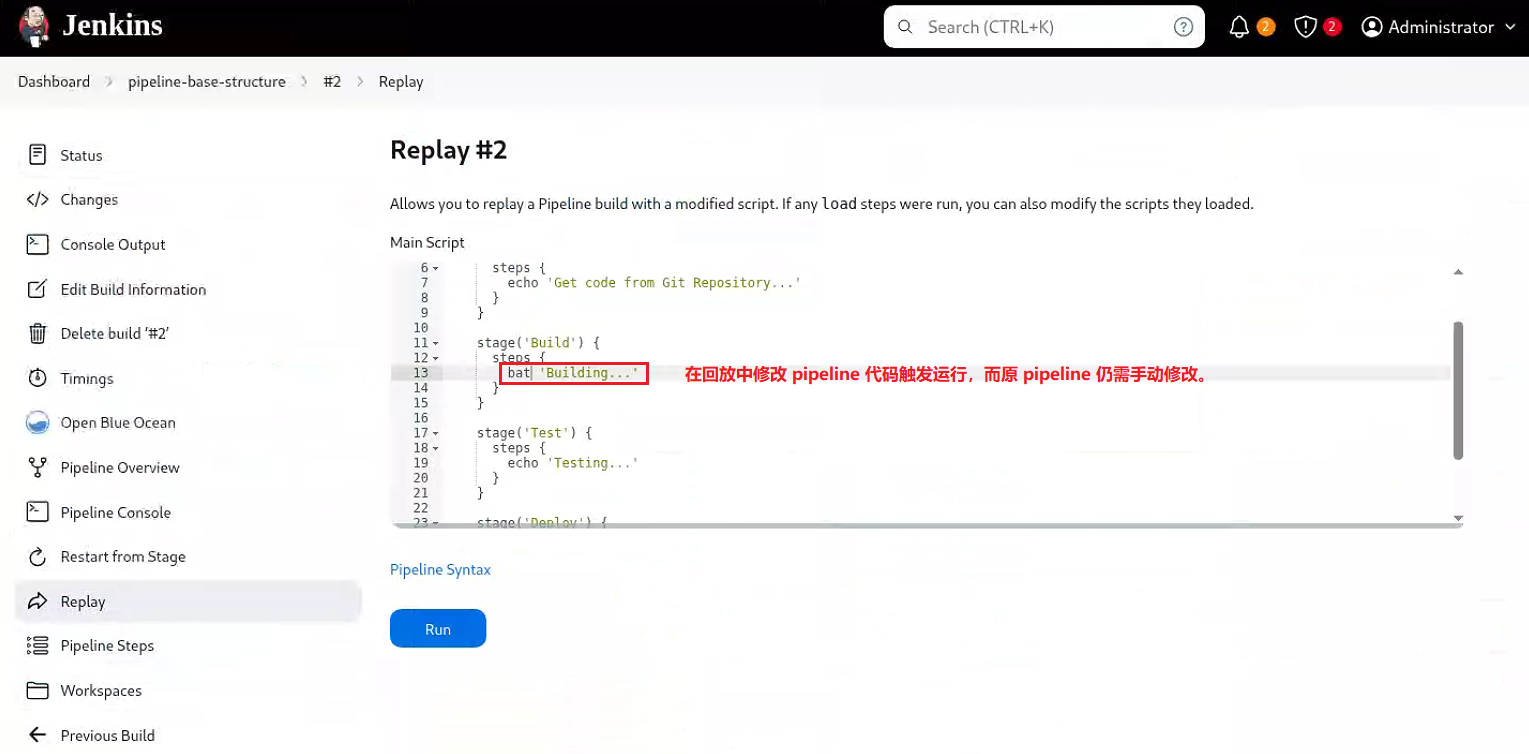 Jenkins
Search (CTRL+K)
?
2
2
Administrator
Dashboard > pipeline-base-structure > #2 > Replay
Status
Changes
Console Output
Edit Build Information
Delete build ‘#2’
Timings
Open Blue Ocean
Pipeline Overview
Pipeline Console
Restart from Stage
Replay
Pipeline Steps
Workspaces
Previous Build
Replay #2
Allows you to replay a Pipeline build with a modified script. If any load steps were run, you can also modify the scripts they loaded.
Main Script
6 steps {
7 echo 'Get code from Git Repository...'
8 }
9 }
10
11 stage('Build') {
12 steps {
13 bat 'Building...' 在回放中修改 pipeline 代码触发运行，而原 pipeline 仍需手动修改。
14 }
15 }
16
17 stage('Test') {
18 steps {
19 echo 'Testing...'
20 }
21 }
22
23 stage('Deploy') {
Pipeline Syntax
Run